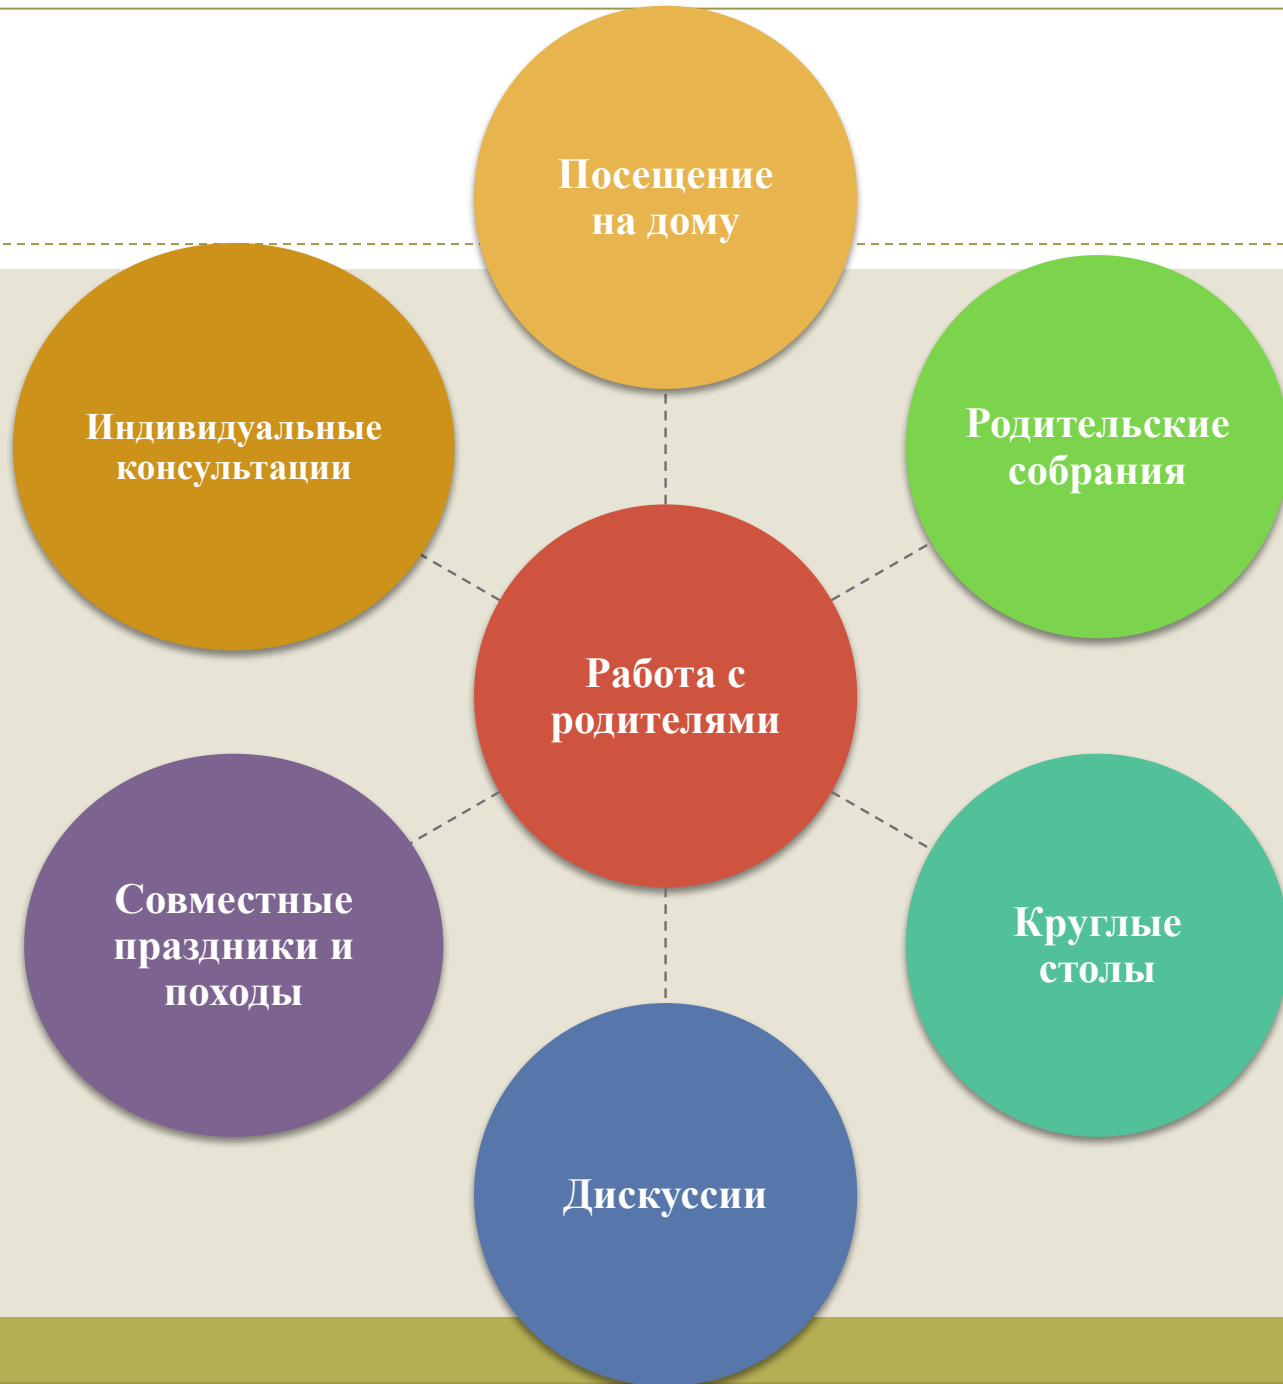 Посещение
на дому
Индивидуальные
консультации
Родительские
собрания
Работа с
родителями
Совместные
праздники и
походы
Круглые
столы
Дискуссии